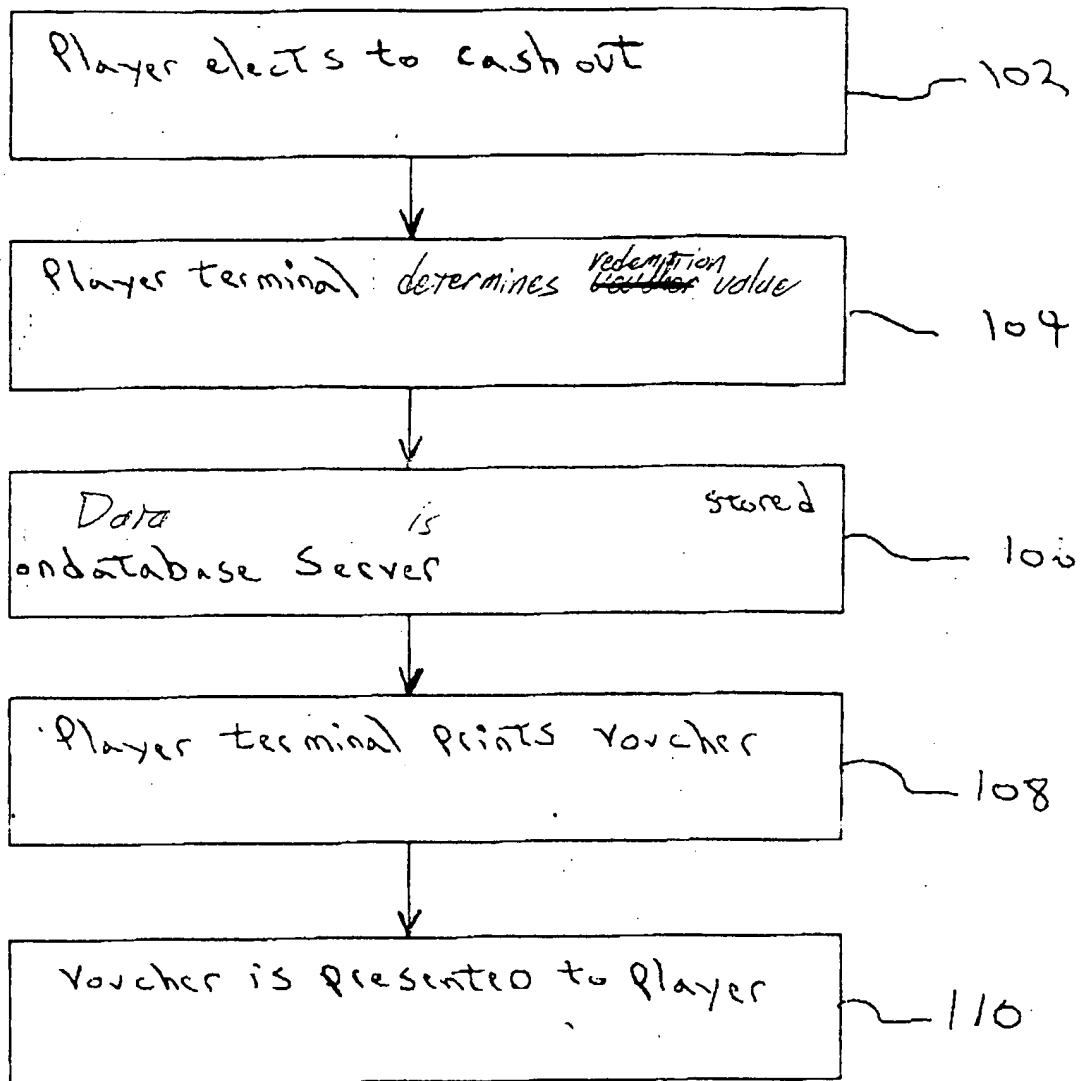 Player elects to cash out
102
Player terminal determines redemption value
104
Data is stored
on database Server
Player terminal prints voucher
108
Voucher is presented to Player
110